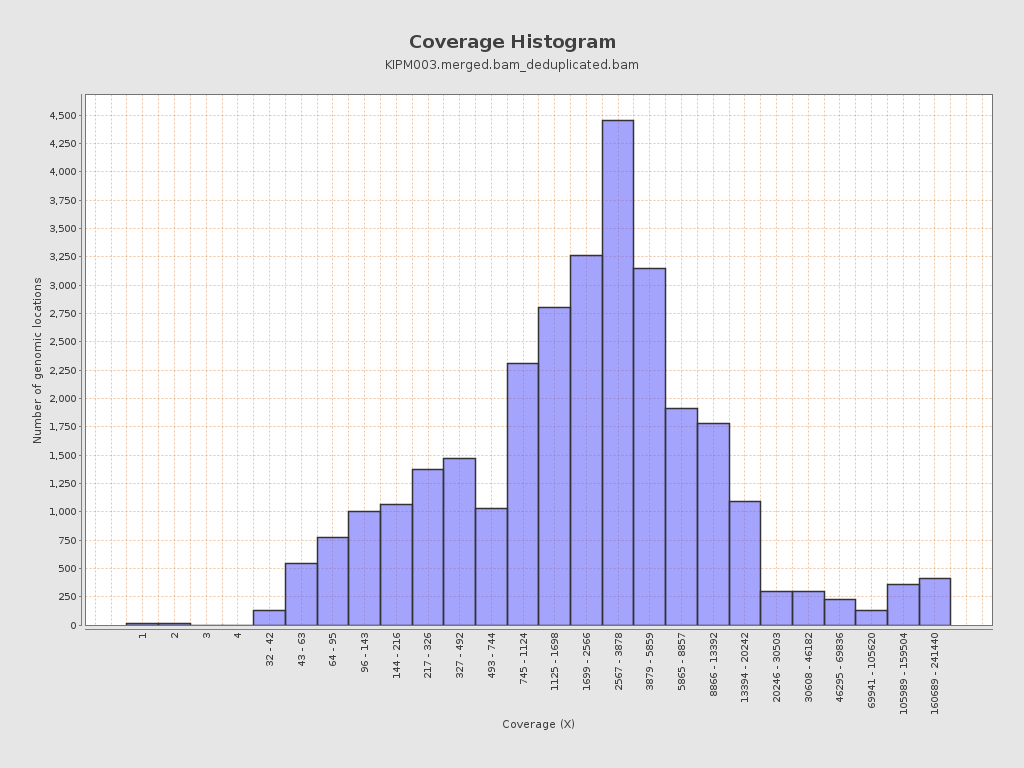 Coverage Histogram
KIPM003.merged.bam_deduplicated.bam
Number of genomic locations
4,500
4,250
4,000
3,750
3,500
3,250
3,000
2,750
2,500
2,250
2,000
1,750
1,500
1,250
1,000
750
500
250
0
1
2
3
4
32 - 42
43 - 63
64 - 95
96 - 143
144 - 216
217 - 326
327 - 492
493 - 744
745 - 1124
1125 - 1698
1699 - 2566
2567 - 3878
3879 - 5859
5865 - 8857
8866 - 13392
13394 - 20242
20246 - 30503
30608 - 46182
46295 - 69836
69941 - 105620
105989 - 159504
160689 - 241440
Coverage (X)